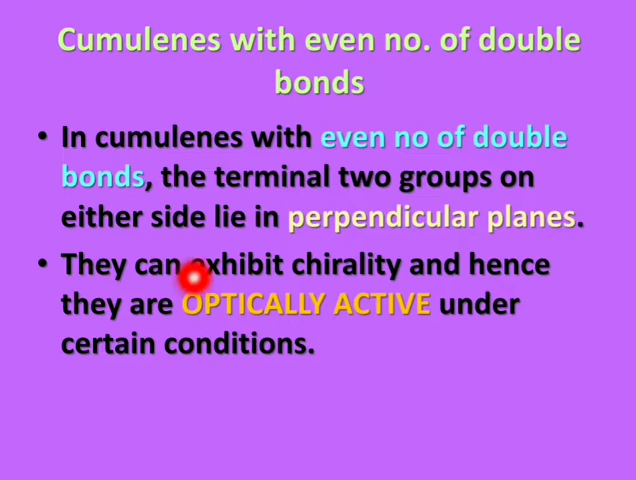 Cumulenes with even no. of double
bonds
• In cumulenes with even no of double
bonds, the terminal two groups on
either side lie in perpendicular planes.
• They can exhibit chirality and hence
they are OPTICALLY ACTIVE under
certain conditions.